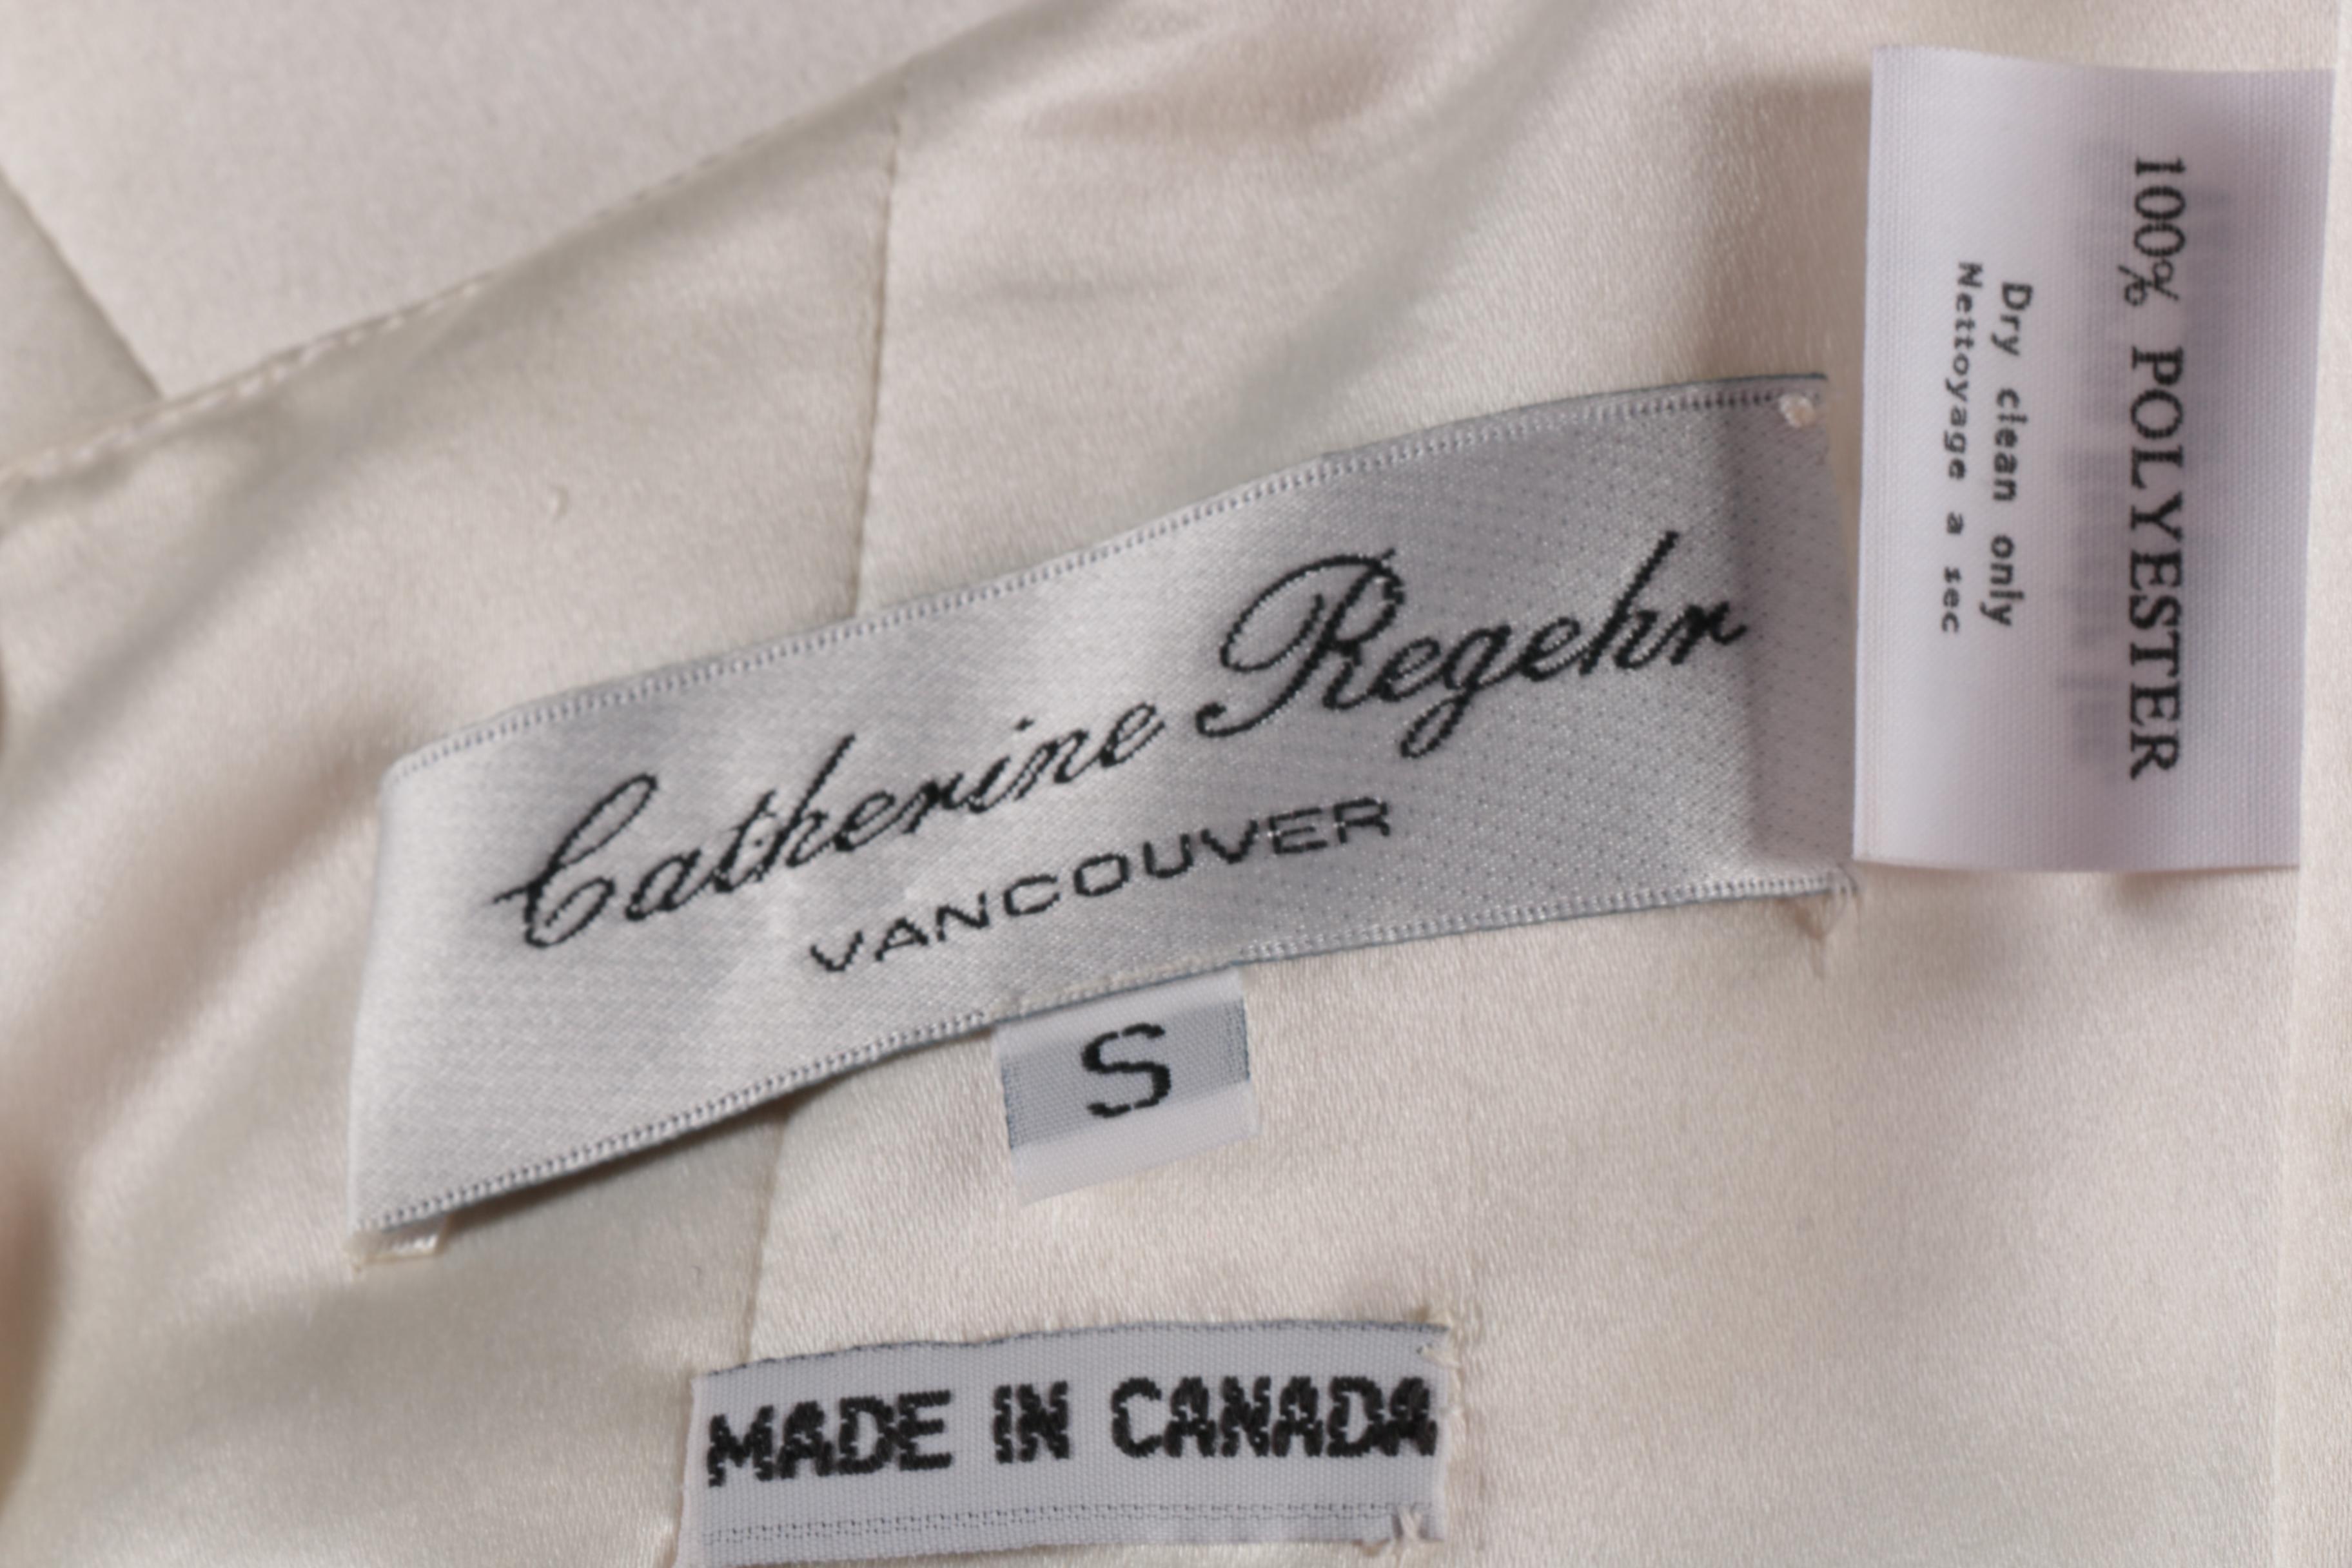 Catherine Regehr
VANCOUVER
S
MADE IN CANADA
100% POLYESTER
Dry clean only
Nettoyage a sec